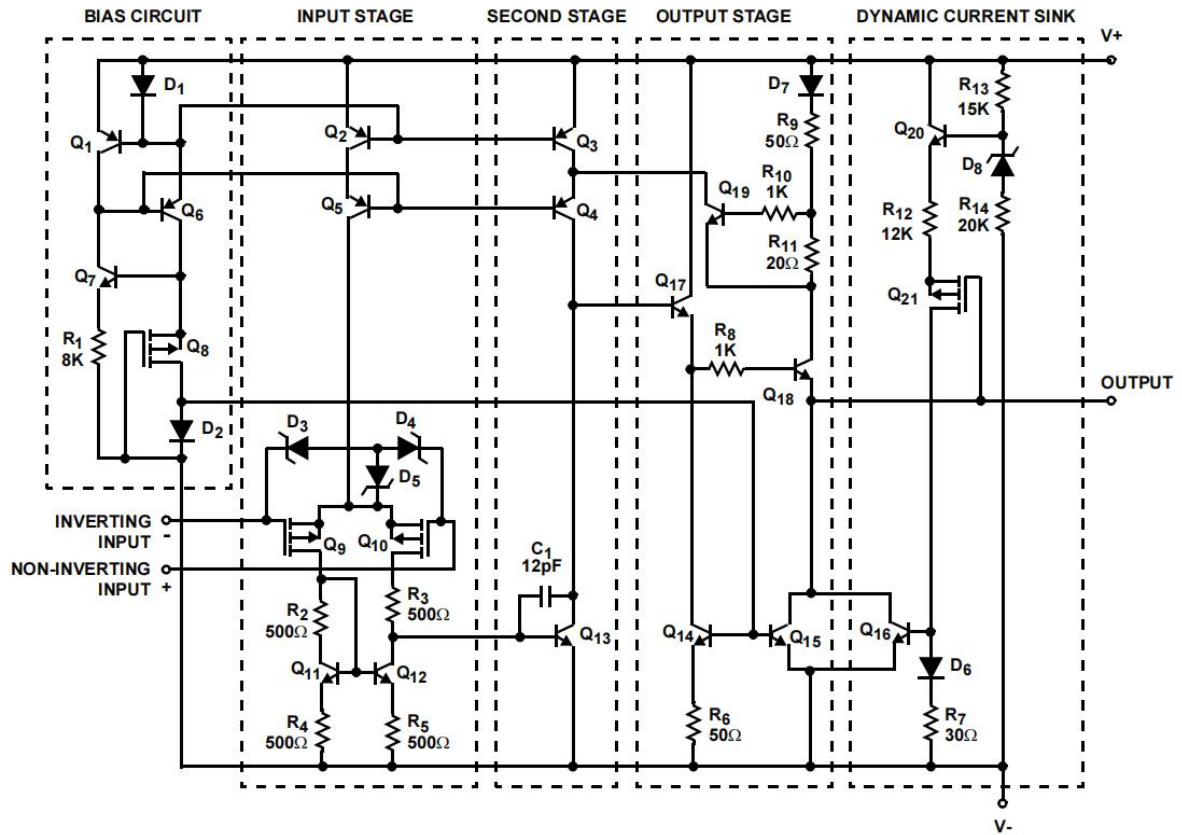 BIAS CIRCUIT
INPUT STAGE
SECOND STAGE
OUTPUT STAGE
DYNAMIC CURRENT SINK
V+
D1
D7
R13
15K
Q1
Q2
Q3
R9
50Ω
Q20
D8
R10
1K
Q19
Q6
Q5
Q4
R12
12K
R14
20K
R11
20Ω
Q7
Q17
Q21
R1
8K
Q8
R8
1K
Q18
OUTPUT
D2
D3
D4
D5
INVERTING
INPUT
-
Q9
Q10
NON-INVERTING
INPUT
+
C1
12pF
R2
500Ω
R3
500Ω
Q13
Q14
Q15
Q16
Q11
Q12
D6
R4
500Ω
R5
500Ω
R6
50Ω
R7
30Ω
V-